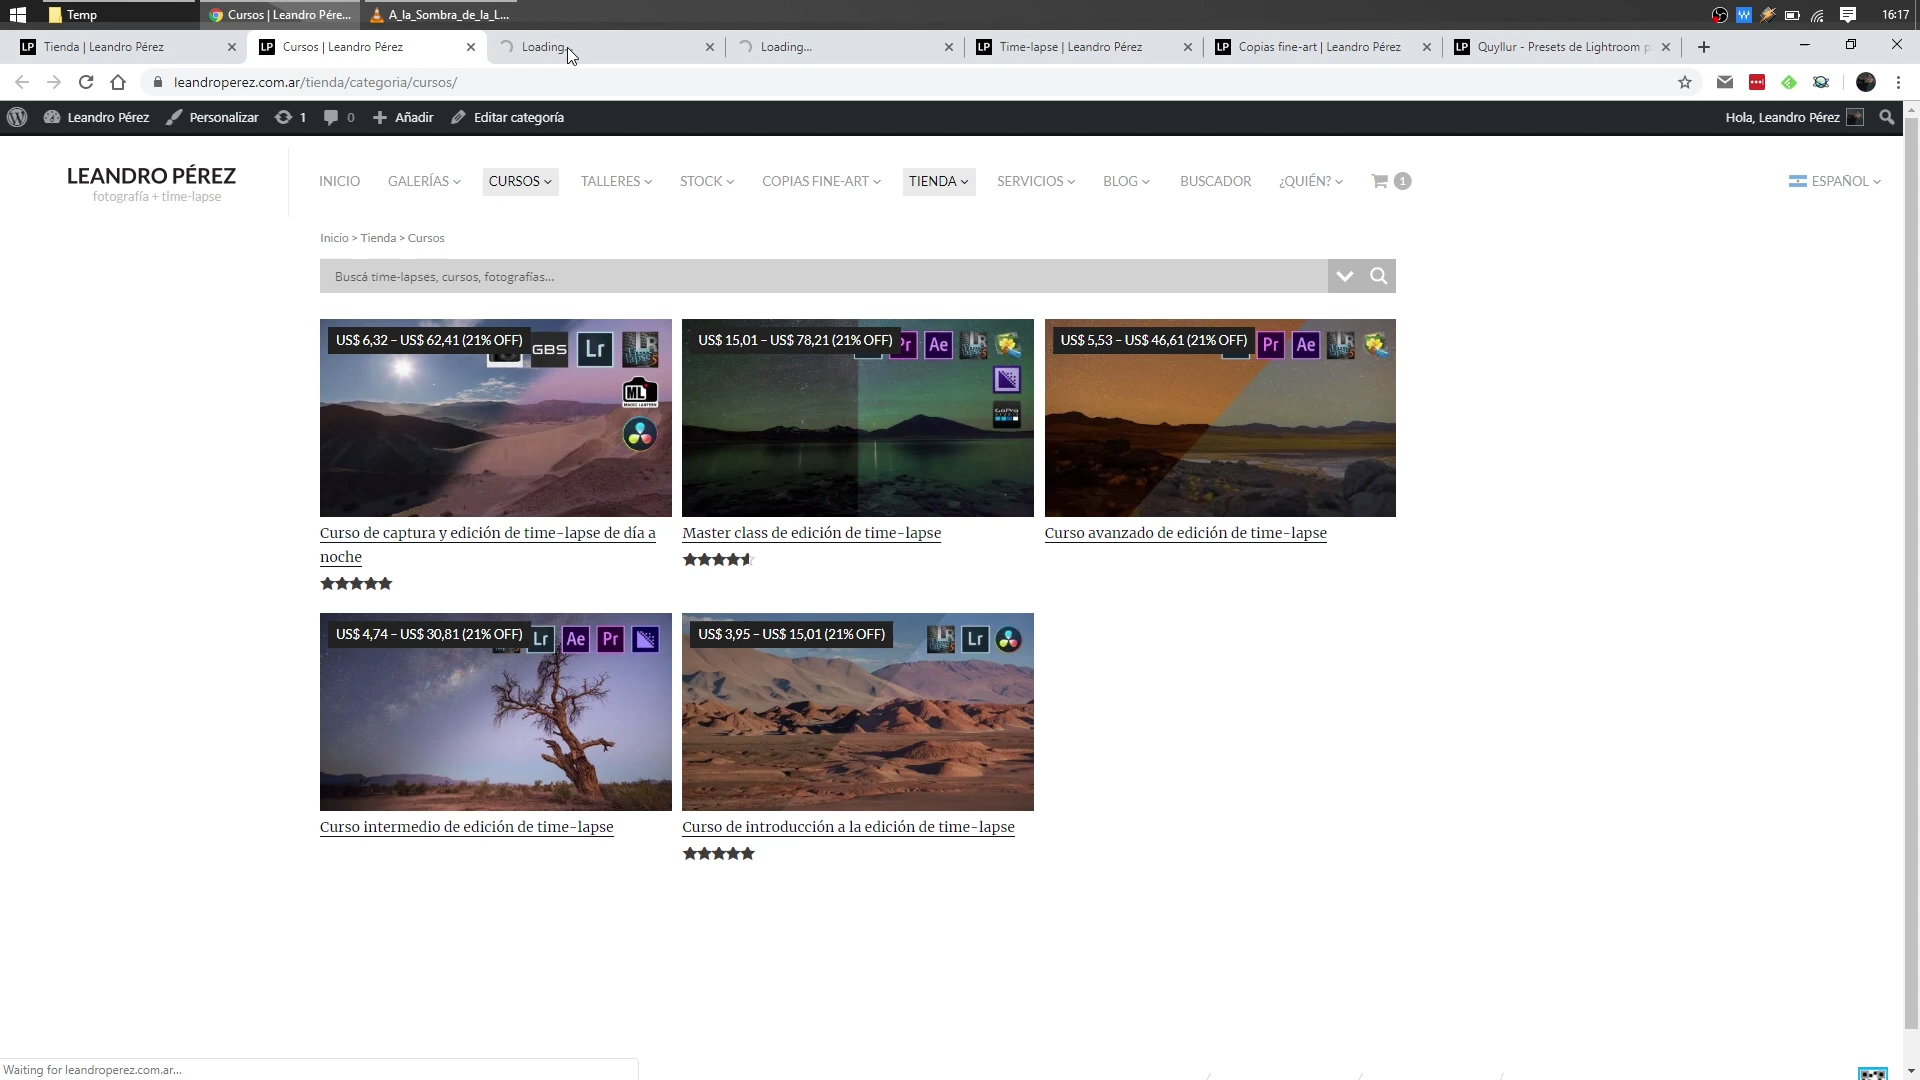 Temp
Cursos | Leandro Pére...
A_la_Sombra_de_la_L...
16:17
Tienda | Leandro Pérez
Cursos | Leandro Pérez
Loading...
Loading...
Time-lapse | Leandro Pérez
Copias fine-art | Leandro Pérez
Quyllur - Presets de Lightroom p
leandroperez.com.ar/tienda/categoria/cursos/
Leandro Pérez
Personalizar
1
0
Añadir
Editar categoría
Hola, Leandro Pérez
LEANDRO PÉREZ
fotografía + time-lapse
INICIO
GALERÍAS
CURSOS
TALLERES
STOCK
COPIAS FINE-ART
TIENDA
SERVICIOS
BLOG
BUSCADOR
¿QUIÉN?
1
ESPAÑOL
Inicio > Tienda > Cursos
Buscá time-lapses, cursos, fotografías...
US$ 6,32 – US$ 62,41 (21% OFF)
GBS
Lr
US$ 15,01 – US$ 78,21 (21% OFF)
Pr
Ae
US$ 5,53 – US$ 46,61 (21% OFF)
Pr
Ae
ML
MAGIC LANTERN
GoPro
Curso de captura y edición de time-lapse de día a
noche
Master class de edición de time-lapse
Curso avanzado de edición de time-lapse
US$ 4,74 – US$ 30,81 (21% OFF)
Lr
Ae
Pr
US$ 3,95 – US$ 15,01 (21% OFF)
Lr
Curso intermedio de edición de time-lapse
Curso de introducción a la edición de time-lapse
Waiting for leandroperez.com.ar...